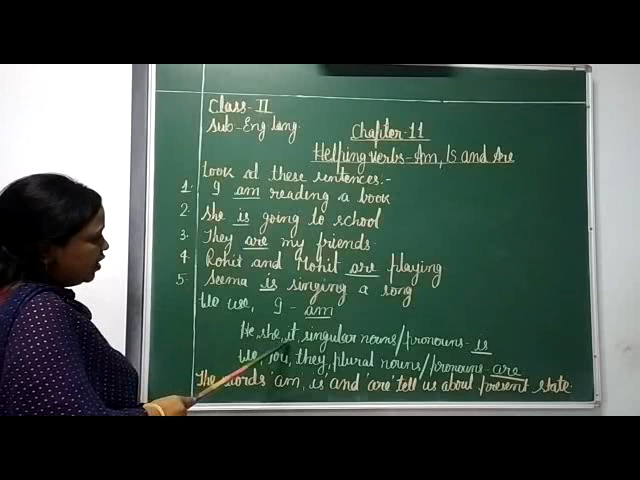 Class-II
Sub-Eng lang.
Chapter-11
Helping verbs-Am, Is and Are
Look at these sentences:-
1. I am reading a book
2. She is going to school
3. They are my friends.
4. Rohit and Mohit are playing
5. Seema is singing a song
We use, I - am
He, she, it, singular nouns/pronouns-is
We, you, they, plural nouns/pronouns-are
The words 'am, is and 'are' tell us about present state.